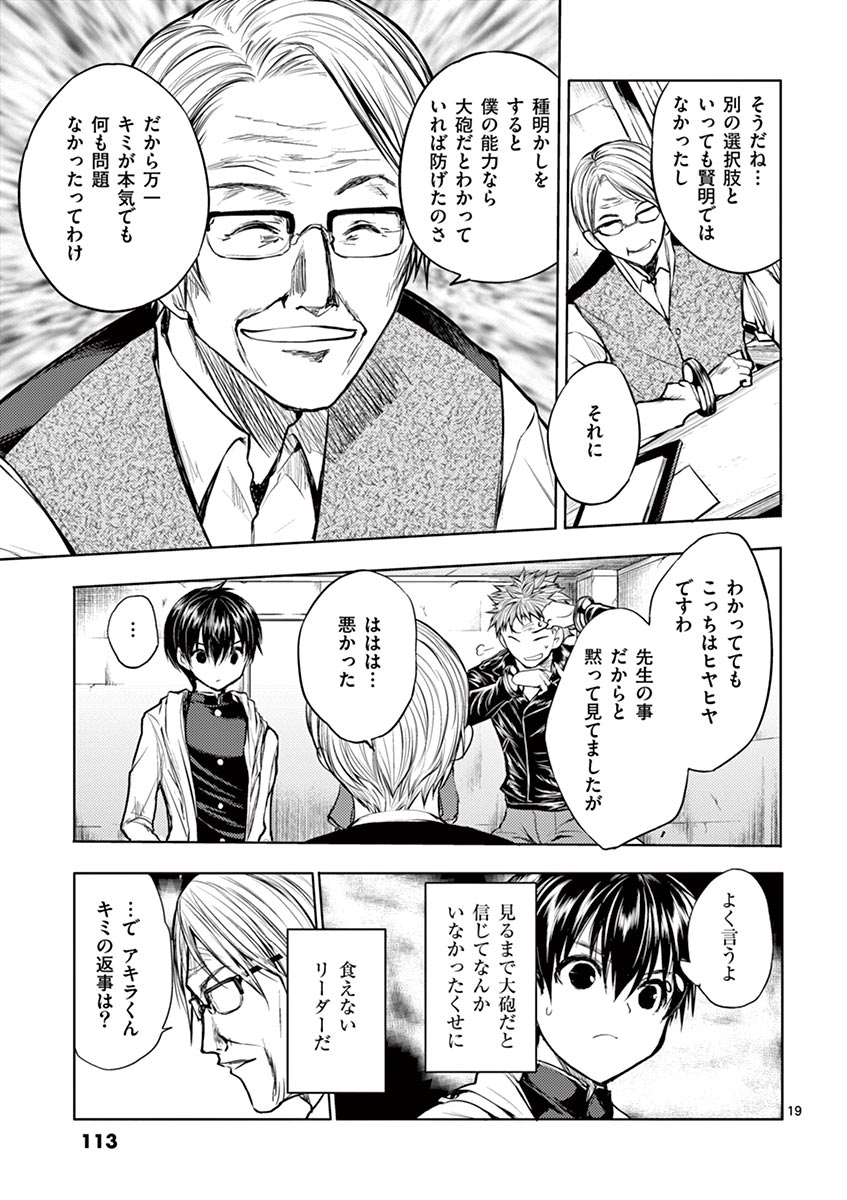 そうだね…
別の選択肢と
いっても賢明では
なかったし
それに
種明かしを
すると
僕の能力なら
大砲だとわかって
いれば防げたのさ
だから万一
キミが本気でも
何も問題
なかったってわけ
わかってても
こっちはヒヤヒヤ
ですわ
先生の事
だからと
黙って見てましたが
ははは…
悪かった
…
よく言うよ
見るまで大砲だと
信じてなんか
いなかったくせに
食えない
リーダーだ
…で アキラくん
キミの返事は？
19
113